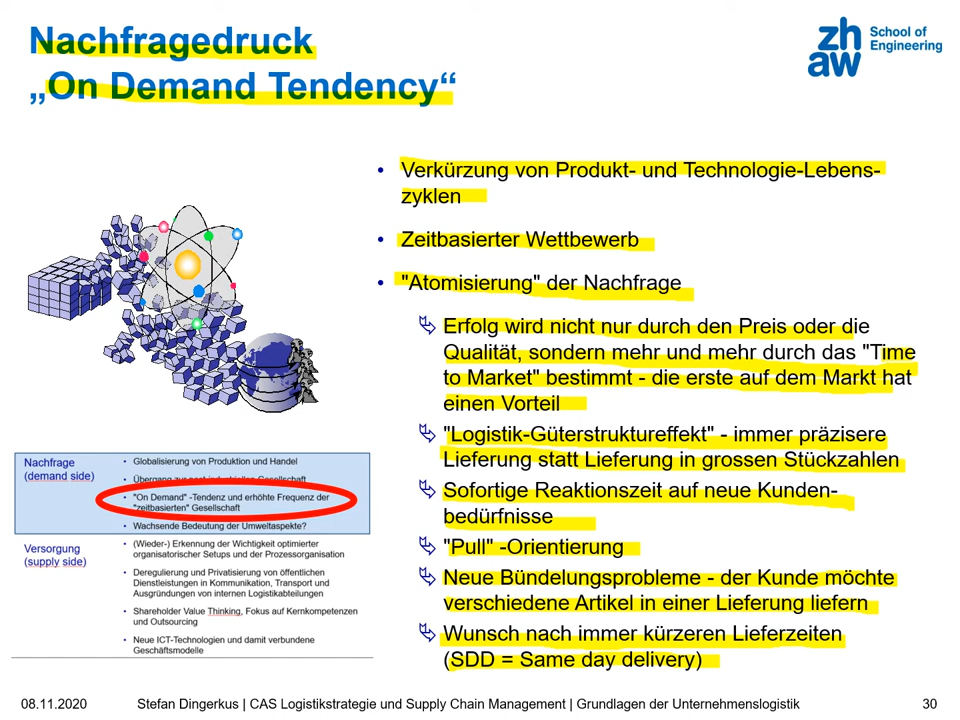 Nachfragedruck
„On Demand Tendency“
zh
aw
School of
Engineering
• Verkürzung von Produkt- und Technologie-Lebens-
zyklen
• Zeitbasierter Wettbewerb
• "Atomisierung" der Nachfrage
Erfolg wird nicht nur durch den Preis oder die
Qualität, sondern mehr und mehr durch das "Time
to Market" bestimmt - die erste auf dem Markt hat
einen Vorteil
"Logistik-Güterstruktureffekt" - immer präzisere
Lieferung statt Lieferung in grossen Stückzahlen
Sofortige Reaktionszeit auf neue Kunden-
bedürfnisse
"Pull" -Orientierung
Neue Bündelungsprobleme - der Kunde möchte
verschiedene Artikel in einer Lieferung liefern
Wunsch nach immer kürzeren Lieferzeiten
(SDD = Same day delivery)
Nachfrage
(demand side)
• Globalisierung von Produktion und Handel
• Übergang zur post-industriellen Gesellschaft
• "On Demand" -Tendenz und erhöhte Frequenz der
"zeitbasierten" Gesellschaft
• Wachsende Bedeutung der Umweltaspekte?
Versorgung
(supply side)
• (Wieder-) Erkennung der Wichtigkeit optimierter
organisatorischer Setups und der Prozessorganisation
• Deregulierung und Privatisierung von öffentlichen
Dienstleistungen in Kommunikation, Transport und
Ausgründungen von internen Logistikabteilungen
• Shareholder Value Thinking, Fokus auf Kernkompetenzen
und Outsourcing
• Neue ICT-Technologien und damit verbundene
Geschäftsmodelle
08.11.2020
Stefan Dingerkus | CAS Logistikstrategie und Supply Chain Management | Grundlagen der Unternehmenslogistik
30